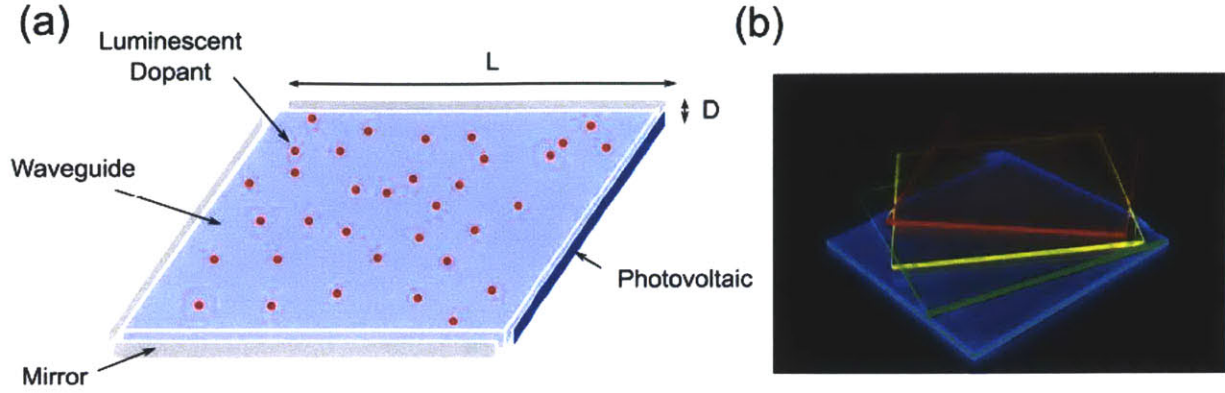 (a)
Luminescent
Dopant
L
D
Waveguide
Photovoltaic
Mirror
(b)